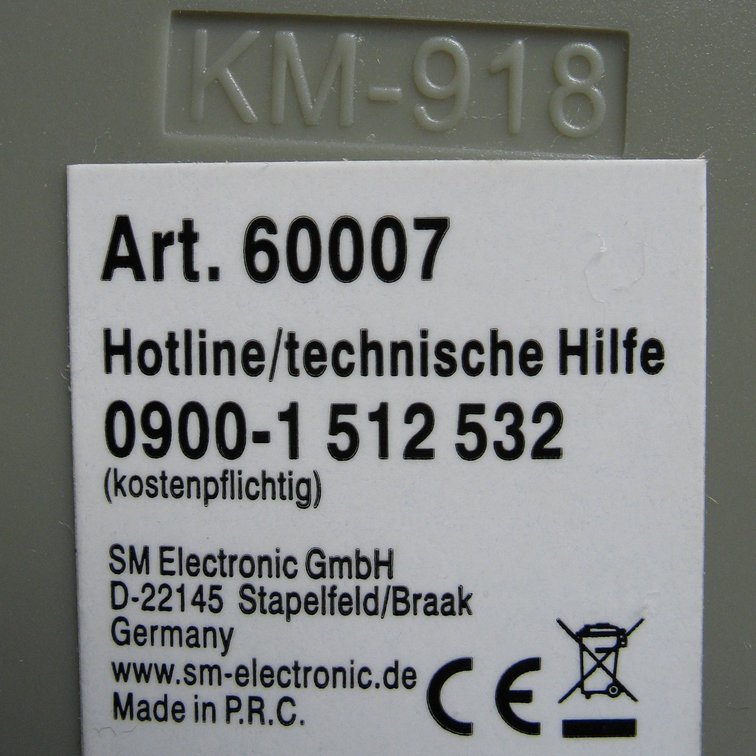 KM-918
Art. 60007
Hotline/technische Hilfe
0900-1 512 532
(kostenpflichtig)
SM Electronic GmbH
D-22145 Stapelfeld/Braak
Germany
www.sm-electronic.de
Made in P.R.C.
CE